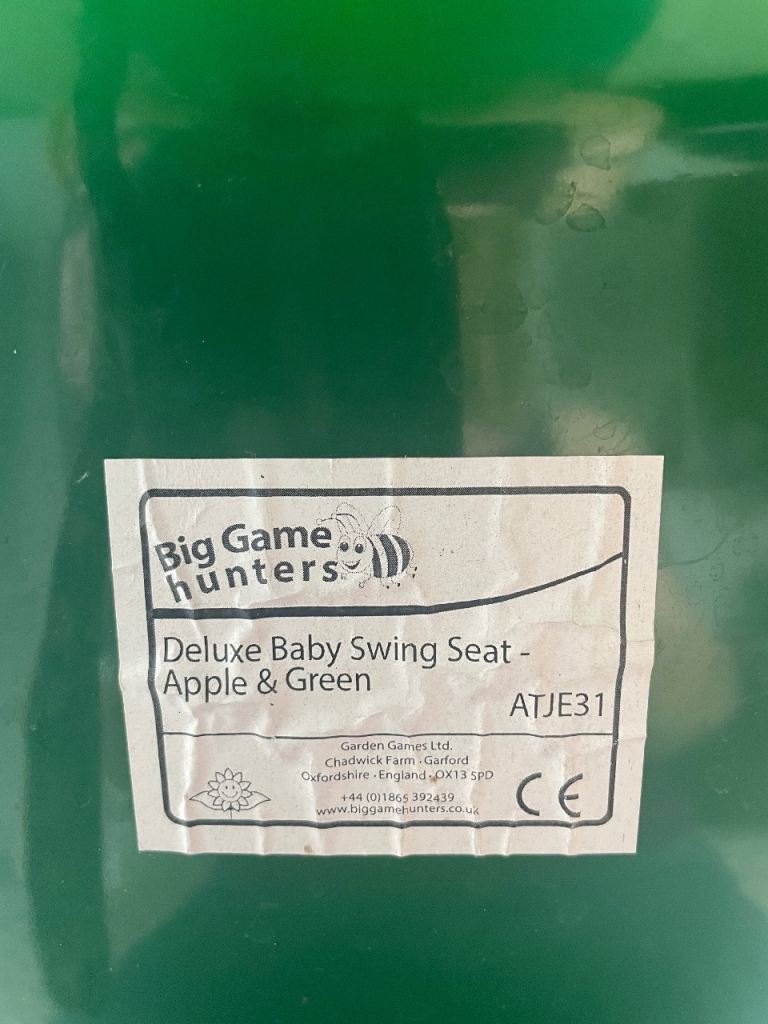 Big Game
hunters
Deluxe Baby Swing Seat -
Apple & Green
ATJE31
Garden Games Ltd.
Chadwick Farm · Garford
Oxfordshire · England · OX13 5PD
+44 (0)1865 392439
www.biggamehunters.co.uk
CE